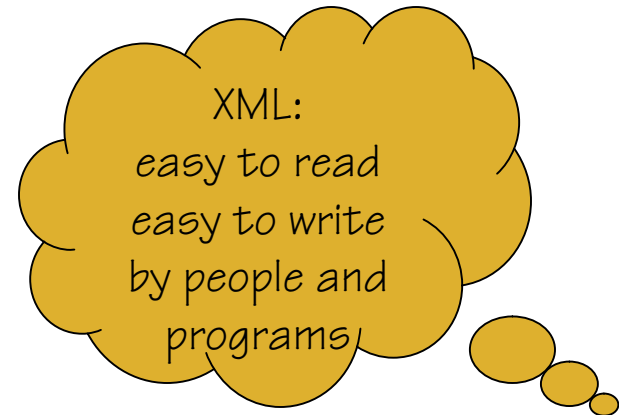 XML:
easy to read
easy to write
by people and
programs